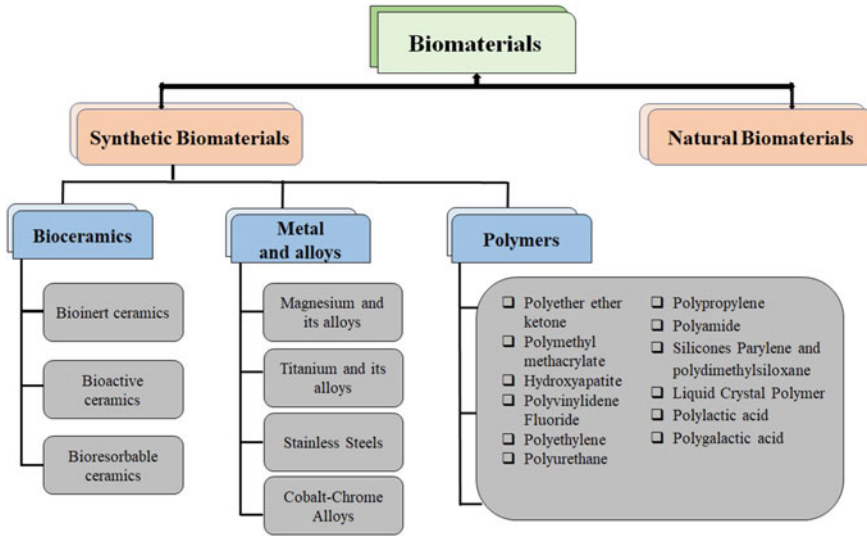 Biomaterials
Synthetic Biomaterials
Natural Biomaterials
Bioceramics
Metal
and alloys
Polymers
Bioinert ceramics
Bioactive
ceramics
Bioresorbable
ceramics
Magnesium and
its alloys
Titanium and its
alloys
Stainless Steels
Cobalt-Chrome
Alloys
Polyether ether
ketone
Polymethyl
methacrylate
Hydroxyapatite
Polyvinylidene
Fluoride
Polyethylene
Polyurethane
Polypropylene
Polyamide
Silicones Parylene and
polydimethylsiloxane
Liquid Crystal Polymer
Polylactic acid
Polygalactic acid